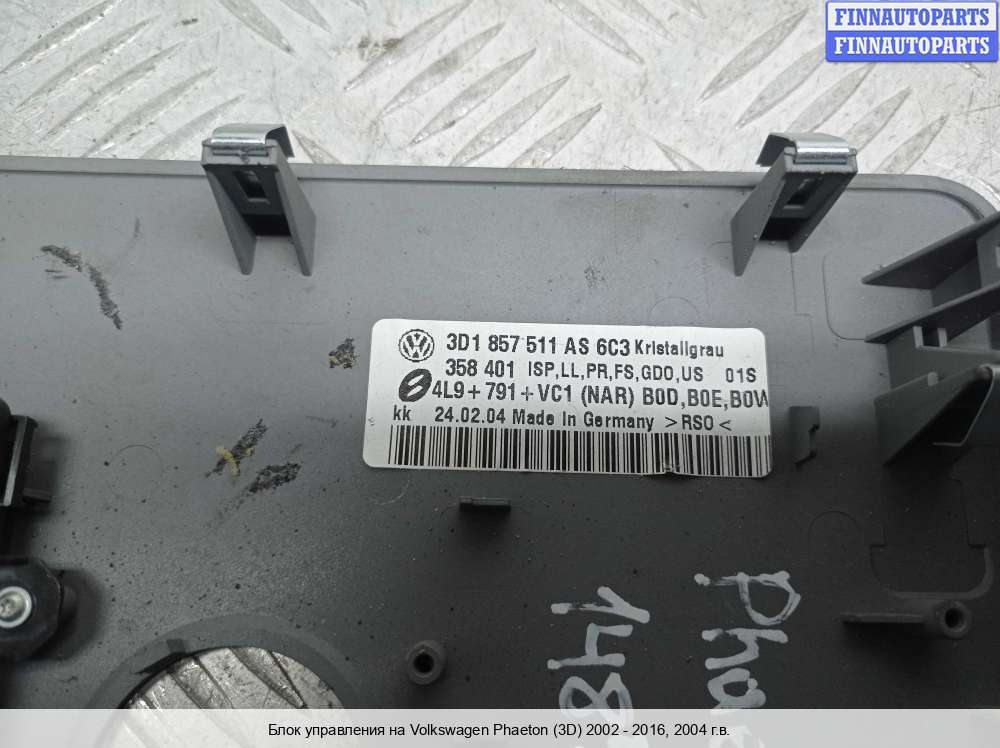 FINNAUTOPARTS
FINNAUTOPARTS
3D1 857 511 AS 6C3 Kristallgrau
358 401 ISP,LL,PR,FS,GDO,US 01S
4L9+791+VC1 (NAR) B0D,B0E,B0W
kk 24.02.04 Made in Germany >RSO<
Блок управления на Volkswagen Phaeton (3D) 2002 - 2016, 2004 г.в.